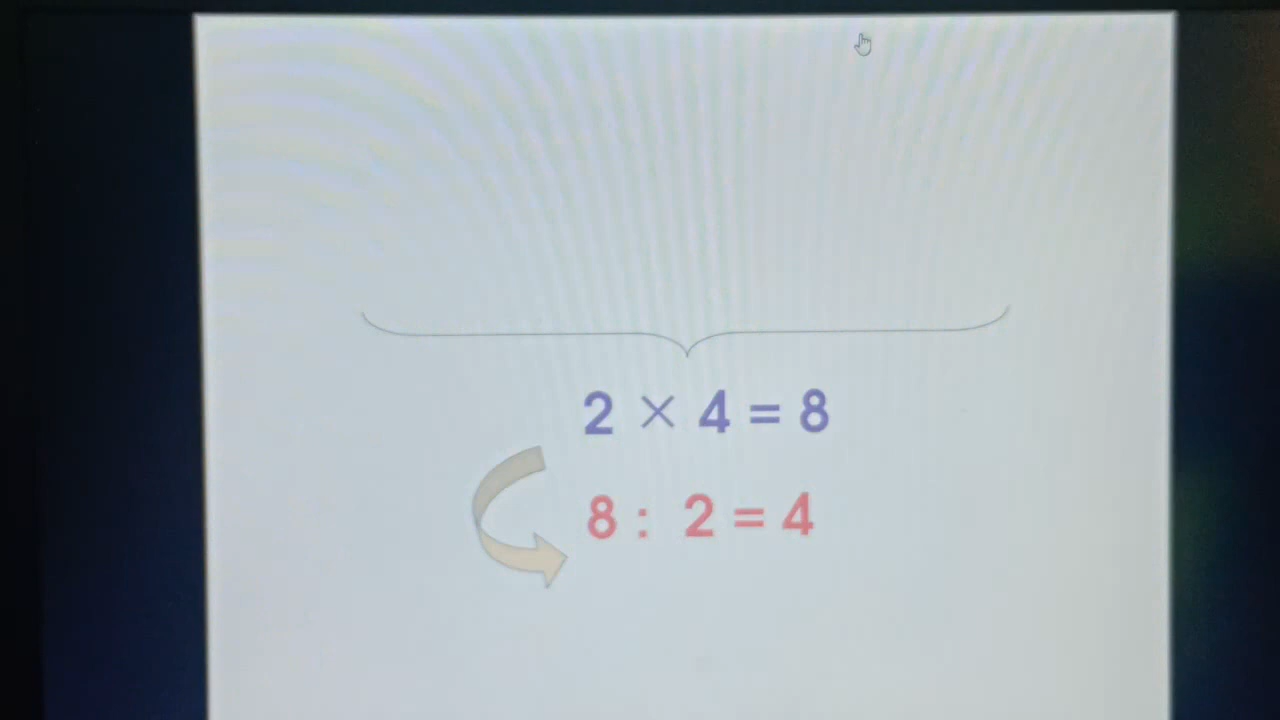 2 × 4 = 8
8 : 2 = 4